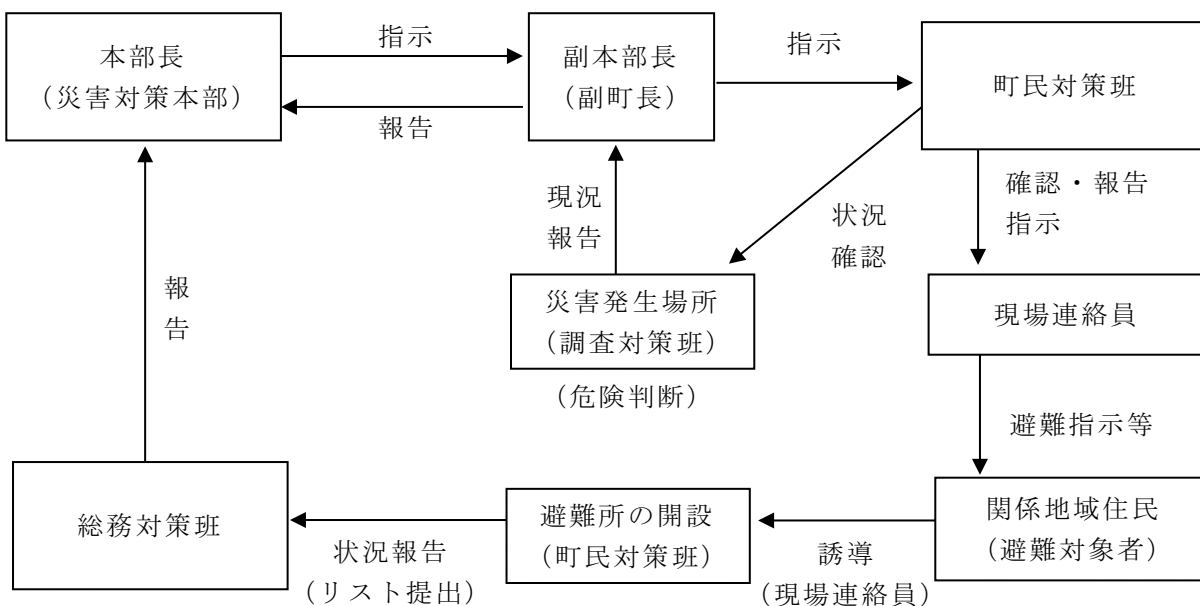 本部長
（災害対策本部）
指示
報告
副本部長
（副町長）
指示
町民対策班
確認・報告
指示
状況
確認
現況
報告
災害発生場所
（調査対策班）
（危険判断）
現場連絡員
避難指示等
報
告
総務対策班
状況報告
（リスト提出）
避難所の開設
（町民対策班）
誘導
（現場連絡員）
関係地域住民
（避難対象者）